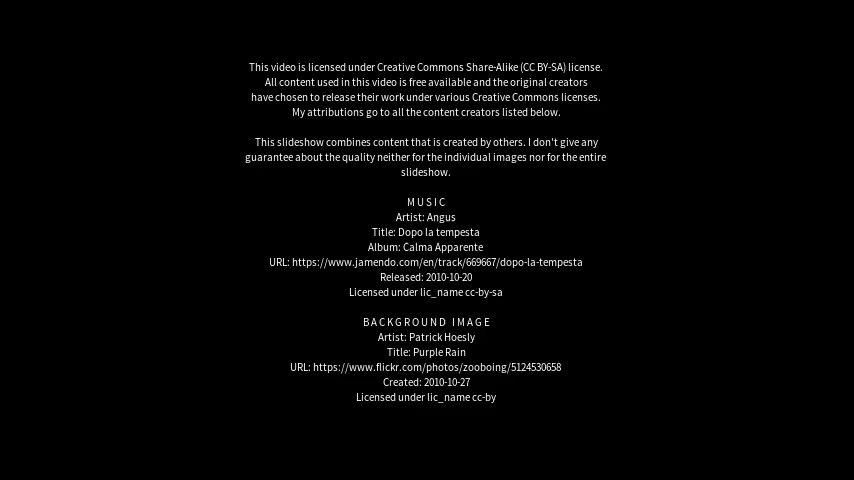 This video is licensed under Creative Commons Share-Alike (CC BY-SA) license.
All content used in this video is free available and the original creators
have chosen to release their work under various Creative Commons licenses.
My attributions go to all the content creators listed below.
This slideshow combines content that is created by others. I don't give any
guarantee about the quality neither for the individual images nor for the entire
slideshow.
MUSIC
Artist: Angus
Title: Dopo la tempesta
Album: Calma Apparente
URL: https://www.jamendo.com/en/track/669667/dopo-la-tempesta
Released: 2010-10-20
Licensed under lic_name cc-by-sa
BACKGROUND IMAGE
Artist: Patrick Hoesly
Title: Purple Rain
URL: https://www.flickr.com/photos/zooboing/5124530658
Created: 2010-10-27
Licensed under lic_name cc-by